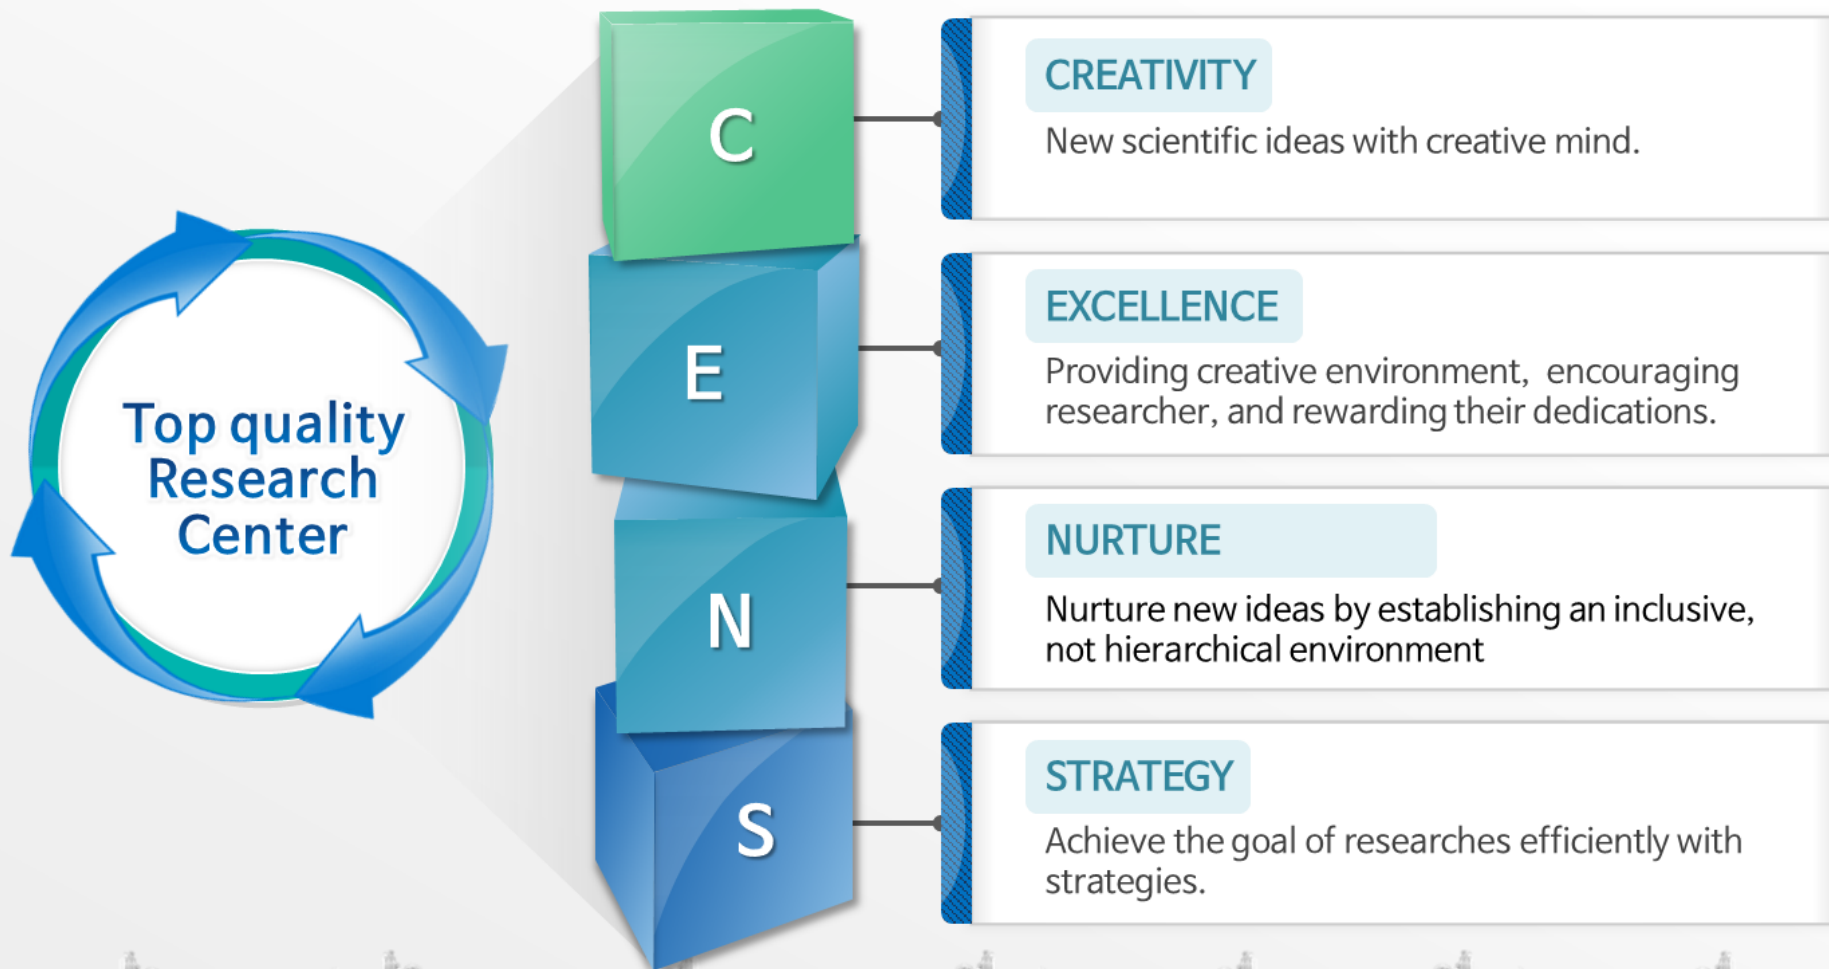 Top quality
Research
Center
C
CREATIVITY
New scientific ideas with creative mind.
E
EXCELLENCE
Providing creative environment,  encouraging
researcher, and rewarding their dedications.
N
NURTURE
Nurture new ideas by establishing an inclusive,
not hierarchical environment
S
STRATEGY
Achieve the goal of researches efficiently with
strategies.